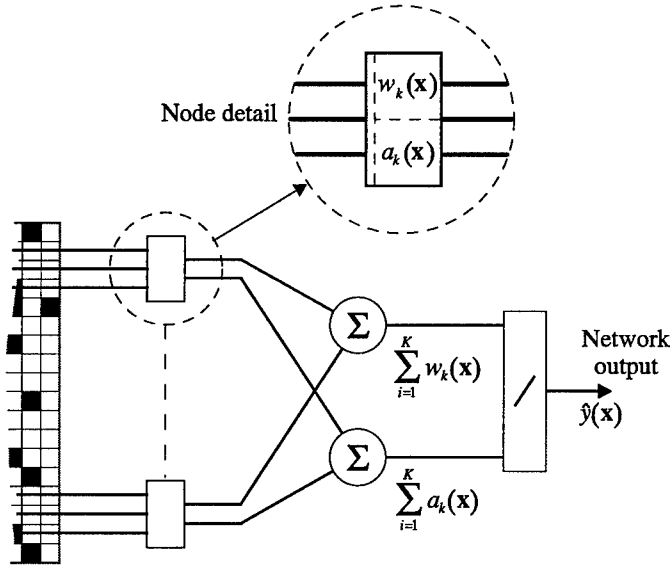 w_k(x)
Node detail
a_k(x)
Σ
K
∑ w_k(x)
i=1
/
Network
output
ŷ(x)
Σ
K
∑ a_k(x)
i=1